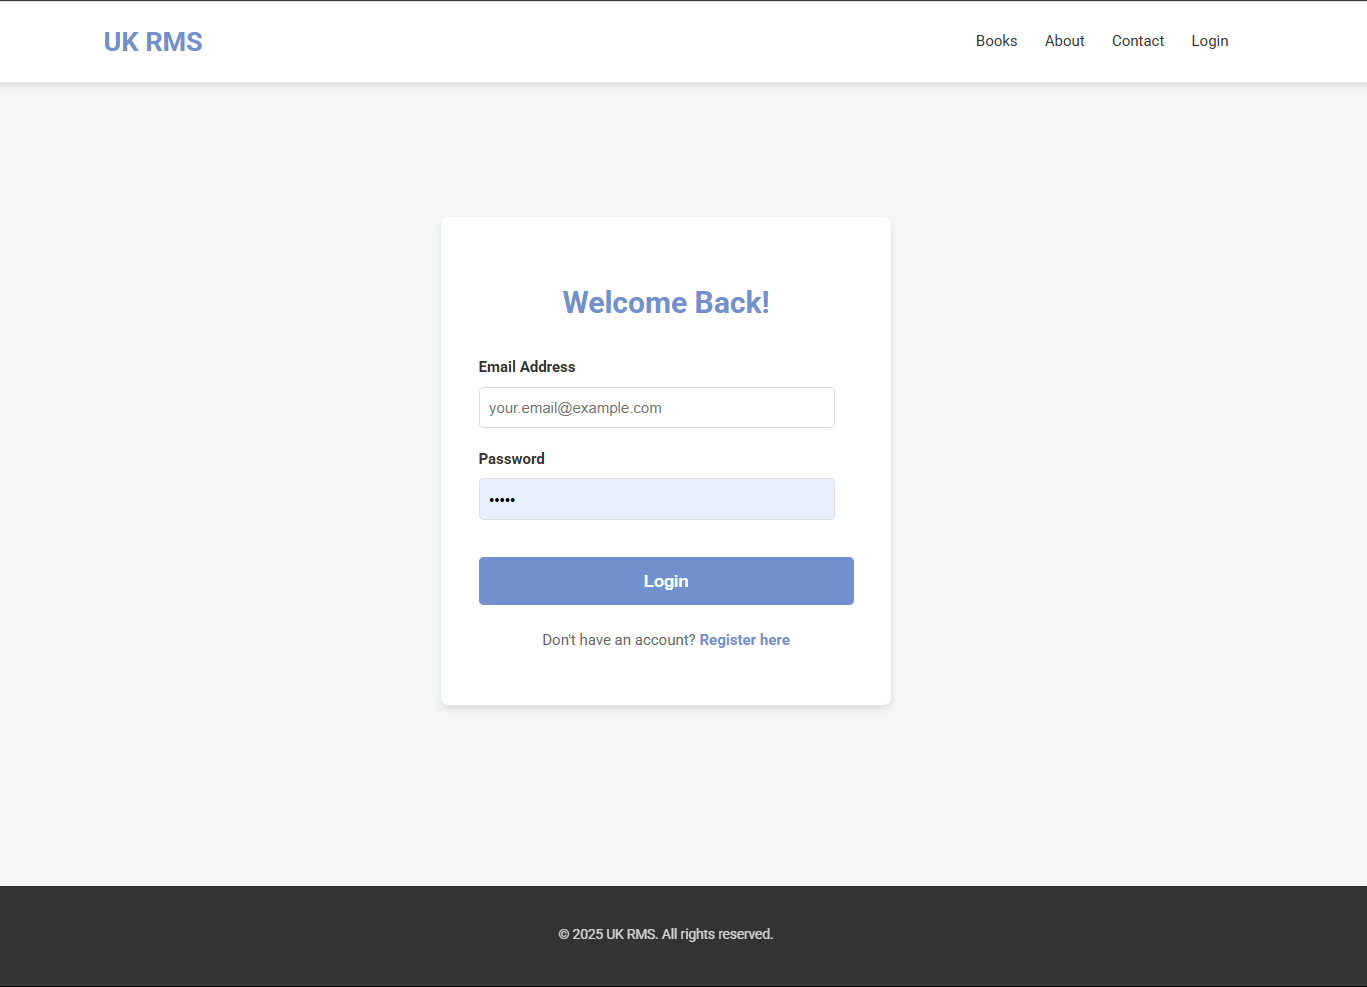 UK RMS
Books About Contact Login
Welcome Back!
Email Address
your.email@example.com
Password
•••••
Login
Don't have an account? Register here
© 2025 UK RMS. All rights reserved.